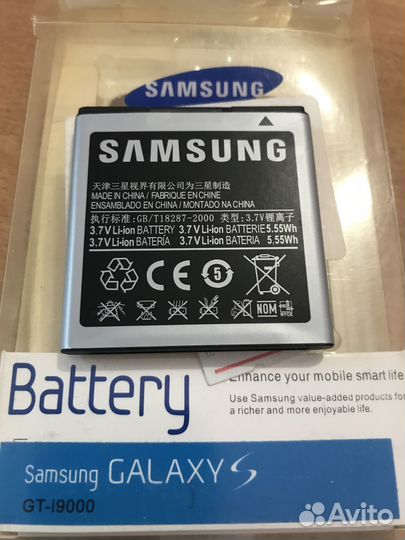 SAMSUNG
SAMSUNG
天津三星视界有限公司为三星制造
MADE IN CHINA / FABRIQUE EN CHINE
ENSAMBLADO EN CHINA / MONTADO NA CHINA
执行标准:GB/T18287-2000 类型:3.7V锂离子
3.7V Li-ion BATTERY 3.7V Li-ion BATTERIE 5.55Wh
3.7V Li-ion BATERÍA 3.7V Li-ion BATERIA 5.55Wh
5
Li-ion
NOM
Battery
Enhance your mobile smart life
Use Samsung value-added products for
a richer and more enjoyable life.
Samsung GALAXY S
GT-i9000
Avito